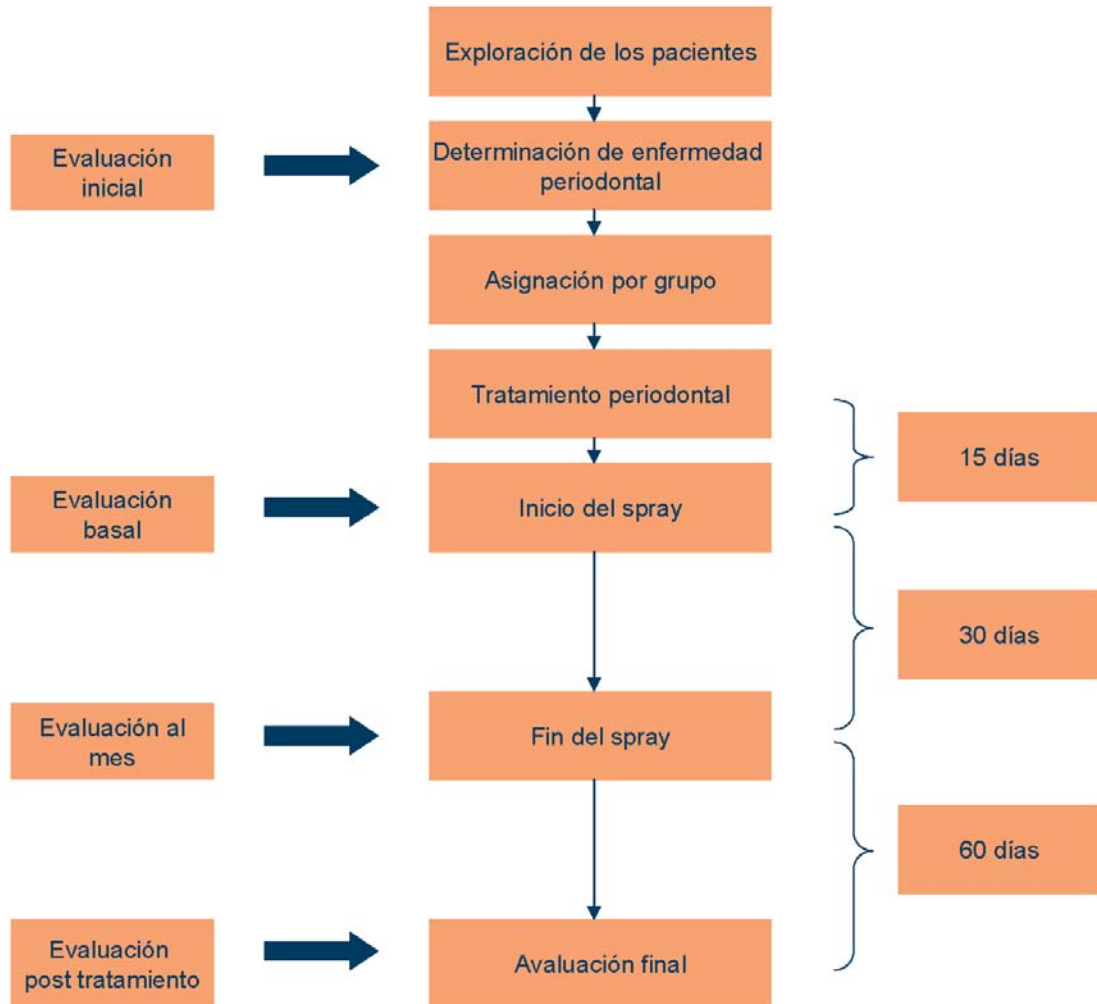 Exploración de los pacientes
Evaluación
inicial
Determinación de enfermedad
periodontal
Asignación por grupo
Tratamiento periodontal
15 días
Evaluación
basal
Inicio del spray
30 días
Evaluación al
mes
Fin del spray
60 días
Evaluación
post tratamiento
Avaluación final